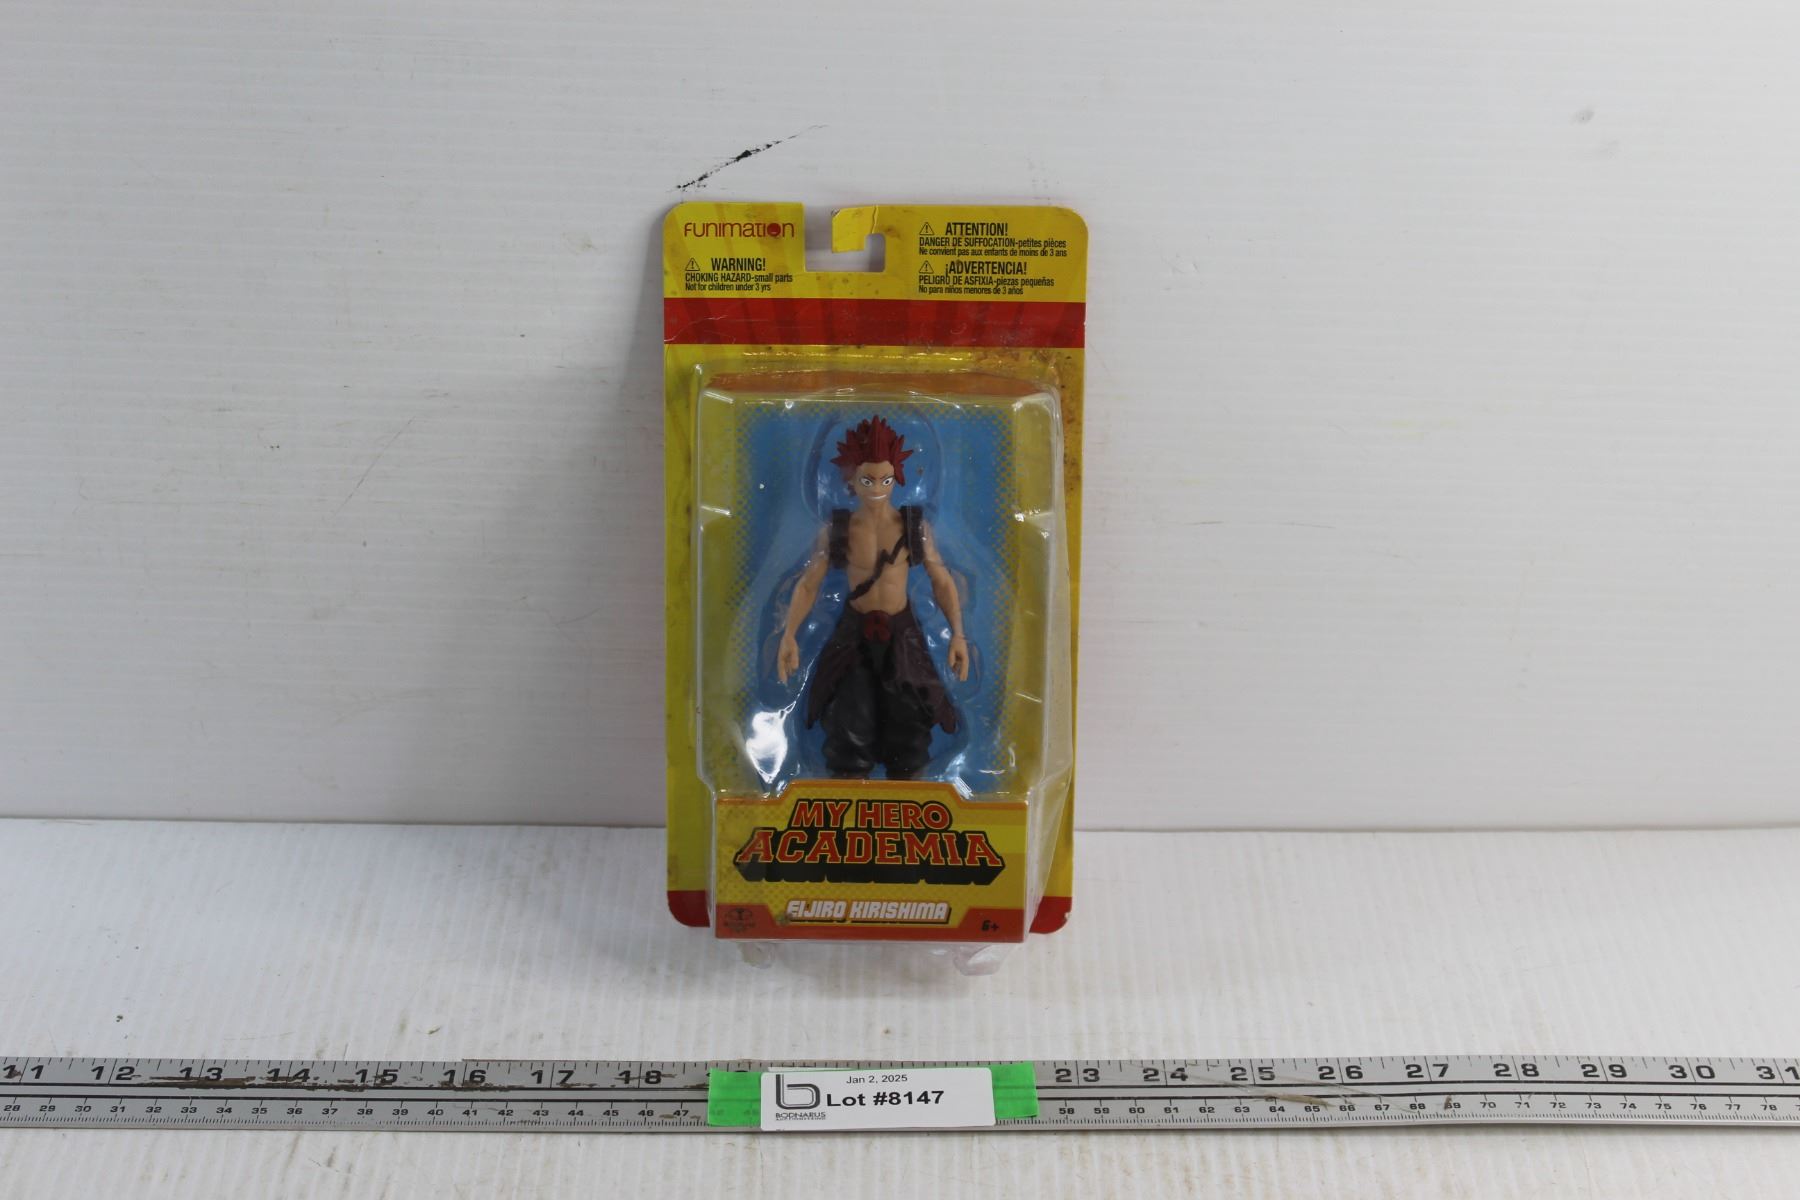 FUNIMATION
WARNING!
CHOKING HAZARD-small parts
Not for children under 3 yrs
ATTENTION!
DANGER DE SUFFOCATION-petites pièces
Ne convient pas aux enfants de moins de 3 ans
¡ADVERTENCIA!
PELIGRO DE ASFIXIA-piezas pequeñas
No para niños menores de 3 años
MY HERO
ACADEMIA
EIJIRO KIRISHIMA
6+
11 12 13 14 15 16 17 18 23 24 25 26 27 28 29 30 31
28 29 30 31 32 33 34 35 36 37 38 39 40 41 42 43 44 45 46 47 58 59 60 61 62 63 64 65 66 67 68 69 70 71 72 73 74 75 76 77 78
Jan 2, 2025
Lot #8147
BODNARUS